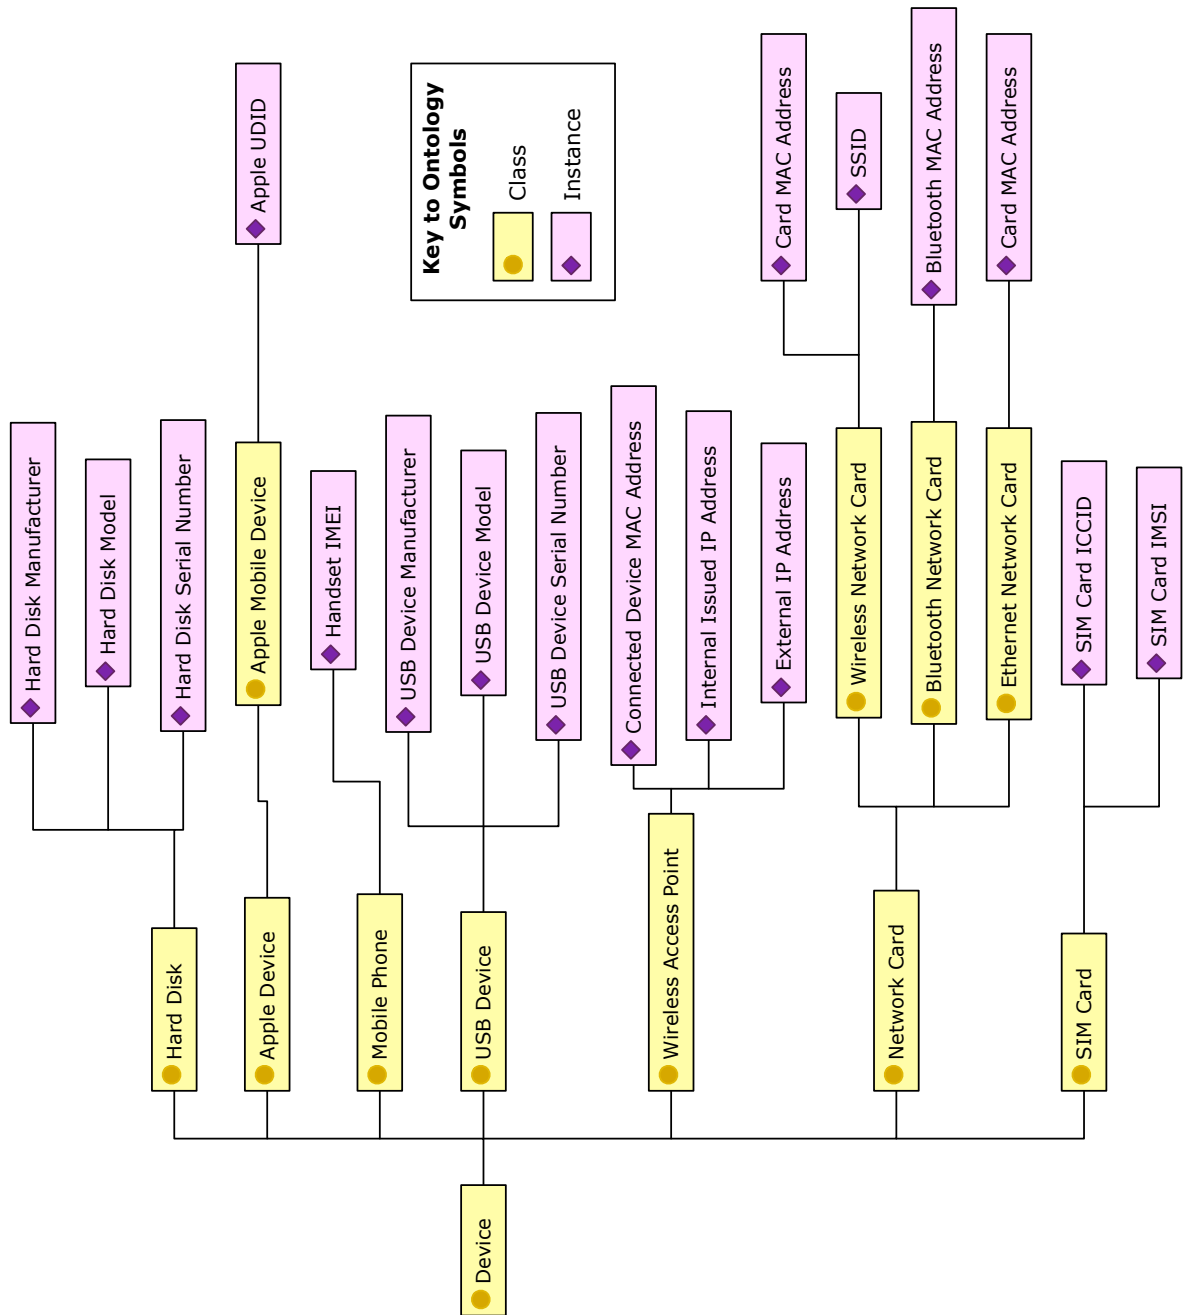 Device
Hard Disk
Hard Disk Manufacturer
Hard Disk Model
Hard Disk Serial Number
Apple Device
Apple Mobile Device
Apple UDID
Mobile Phone
Handset IMEI
USB Device
USB Device Manufacturer
USB Device Model
USB Device Serial Number
Wireless Access Point
Connected Device MAC Address
Internal Issued IP Address
External IP Address
Network Card
Wireless Network Card
Card MAC Address
SSID
Bluetooth Network Card
Bluetooth MAC Address
Ethernet Network Card
Card MAC Address
SIM Card
SIM Card ICCID
SIM Card IMSI
Key to Ontology
Symbols
Class
Instance